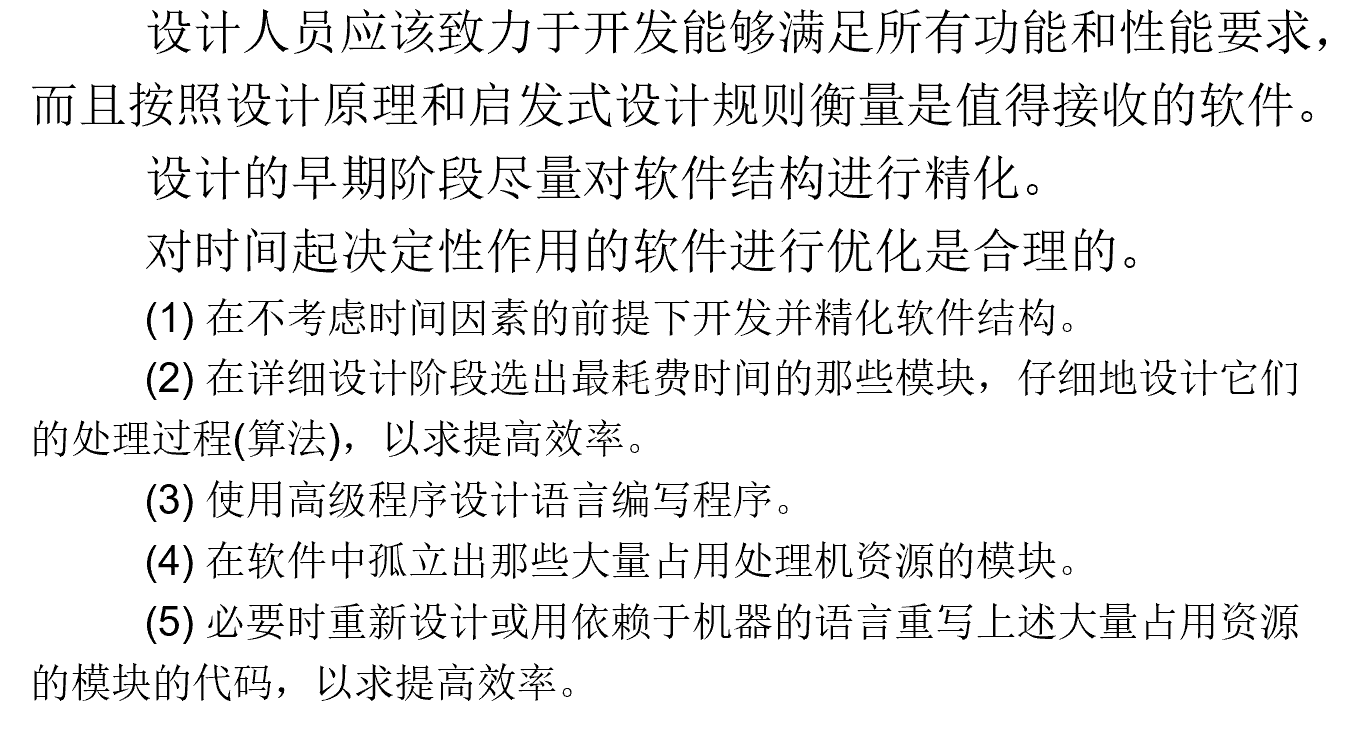 设计人员应该致力于开发能够满足所有功能和性能要求，
而且按照设计原理和启发式设计规则衡量是值得接收的软件。
设计的早期阶段尽量对软件结构进行精化。
对时间起决定性作用的软件进行优化是合理的。
(1) 在不考虑时间因素的前提下开发并精化软件结构。
(2) 在详细设计阶段选出最耗费时间的那些模块，仔细地设计它们
的处理过程(算法)，以求提高效率。
(3) 使用高级程序设计语言编写程序。
(4) 在软件中孤立出那些大量占用处理机资源的模块。
(5) 必要时重新设计或用依赖于机器的语言重写上述大量占用资源
的模块的代码，以求提高效率。